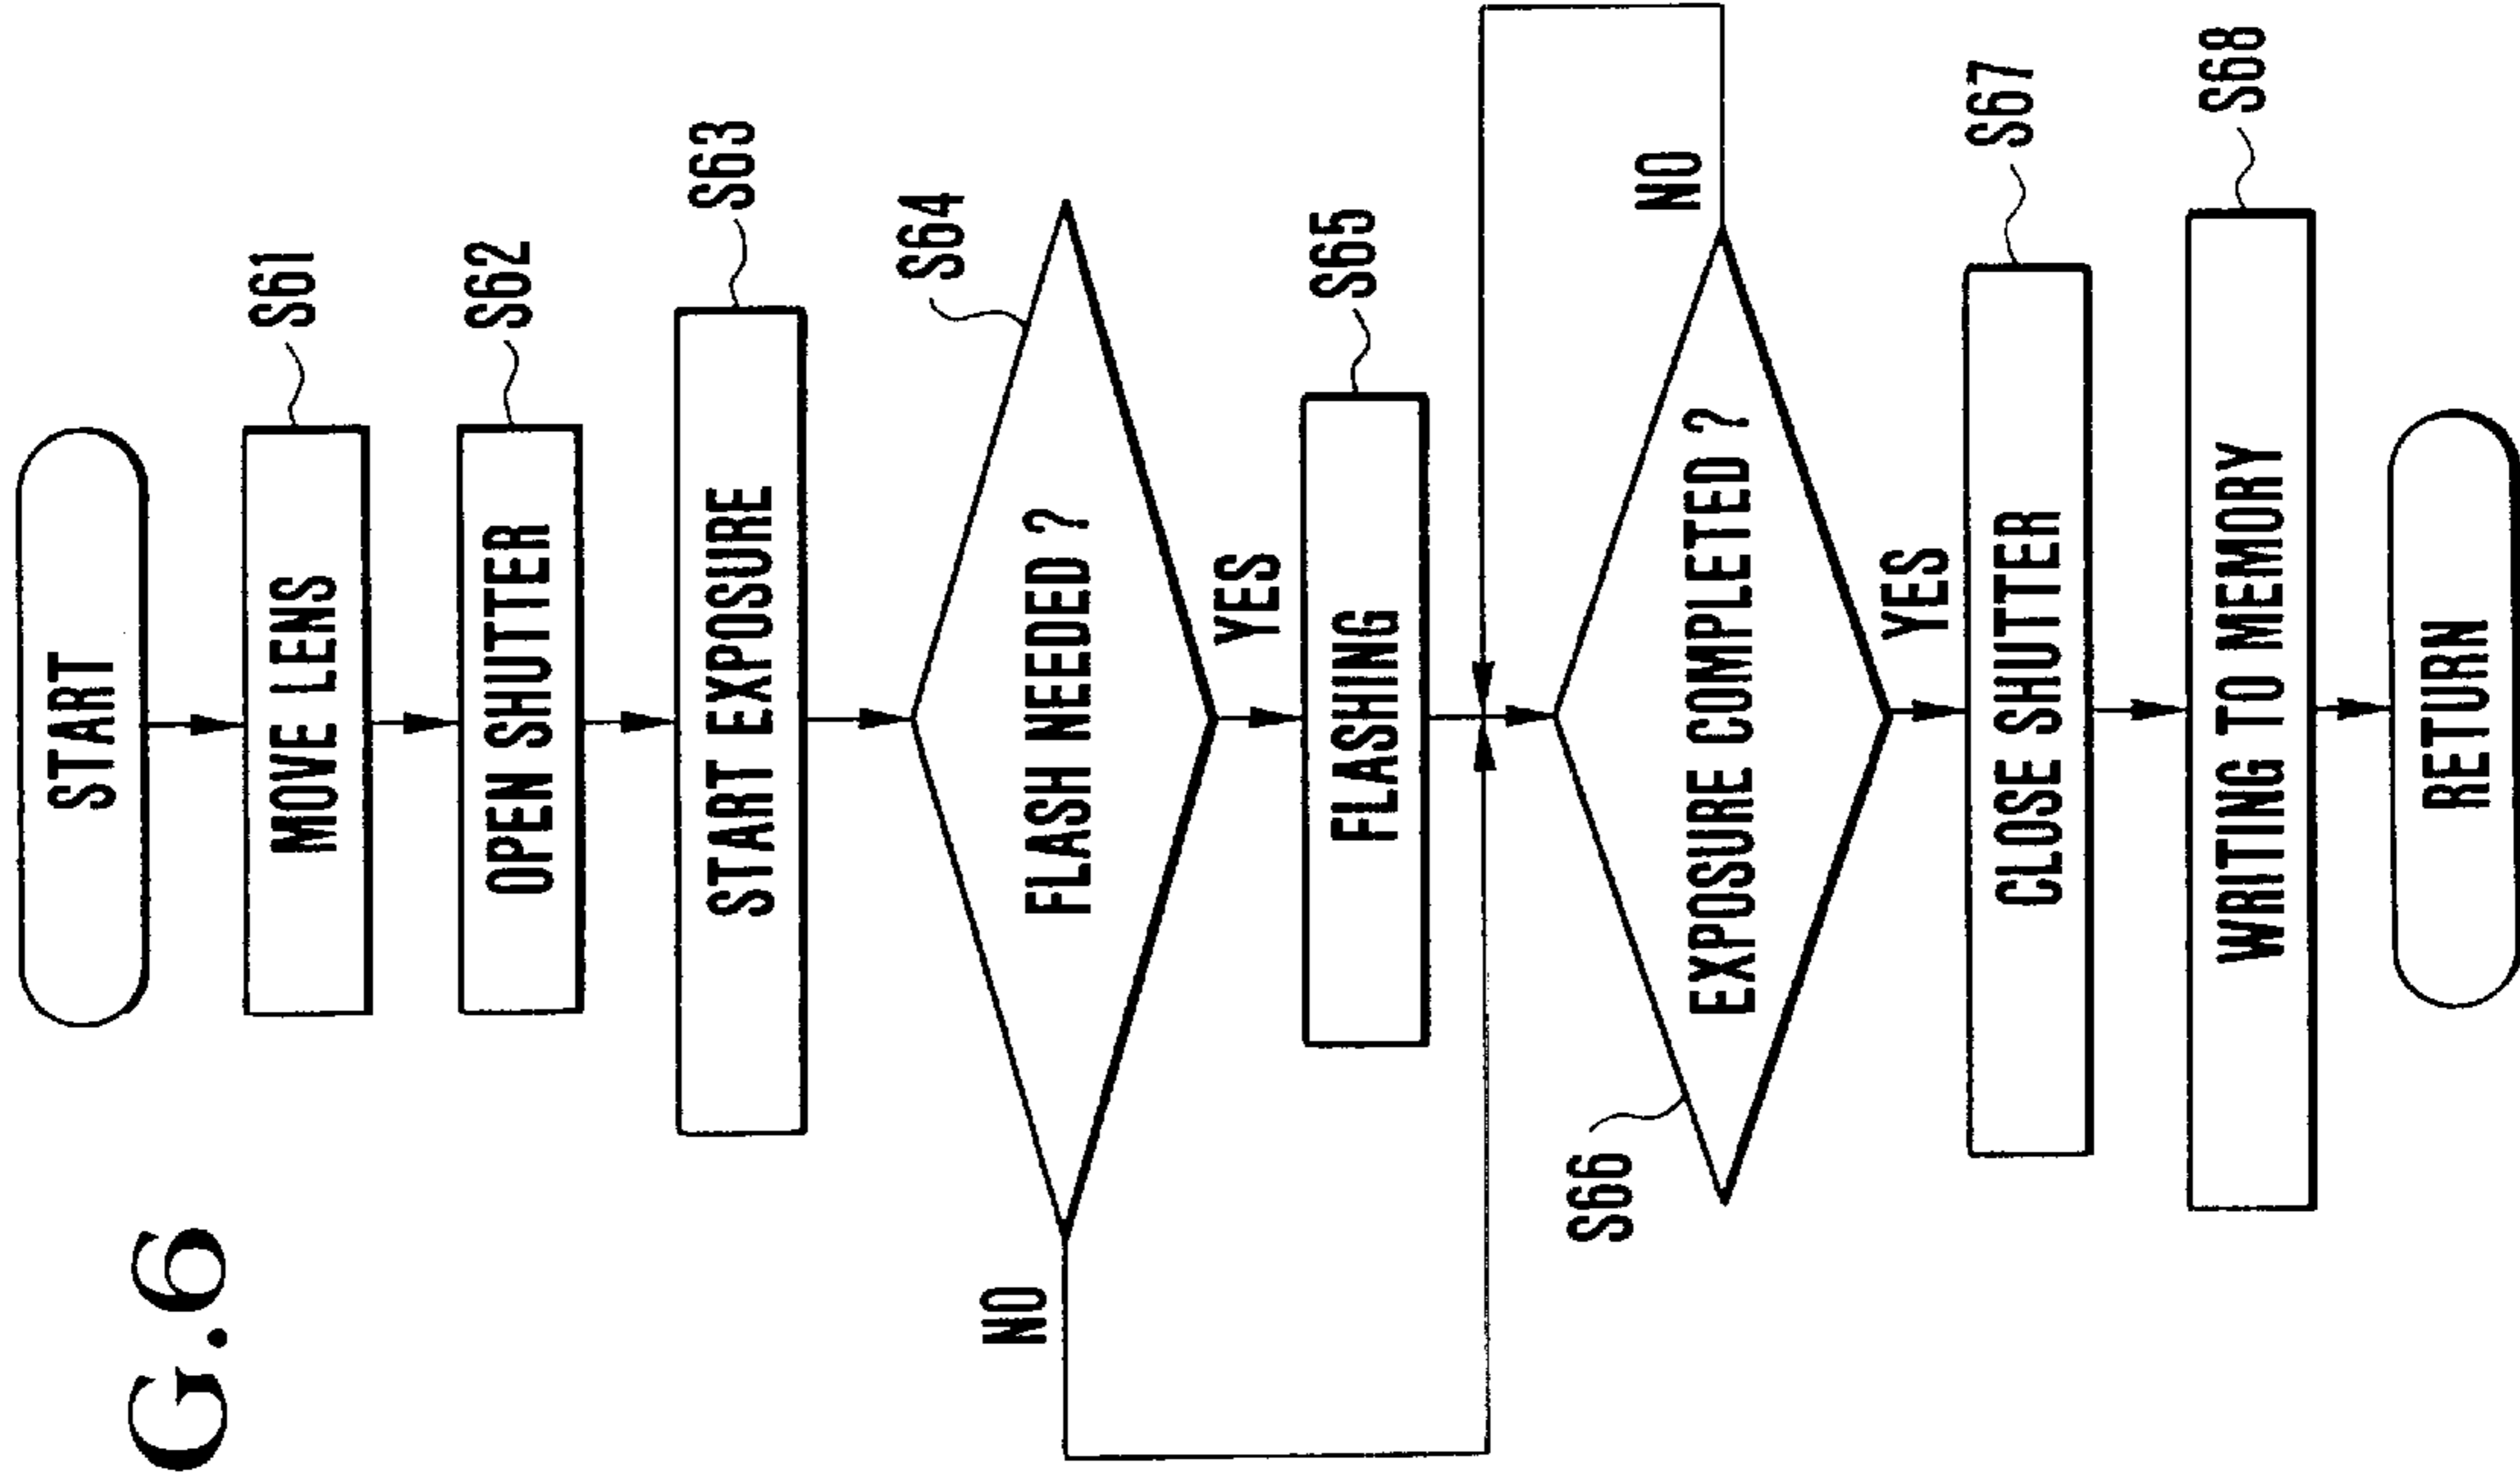 G.6
START
MOVE LENS
S61
OPEN SHUTTER
S62
START EXPOSURE
S63
S64
FLASH NEEDED ?
NO
YES
FLASHING
S65
S66
EXPOSURE COMPLETED ?
NO
YES
CLOSE SHUTTER
S67
WRITING TO MEMORY
S68
RETURN